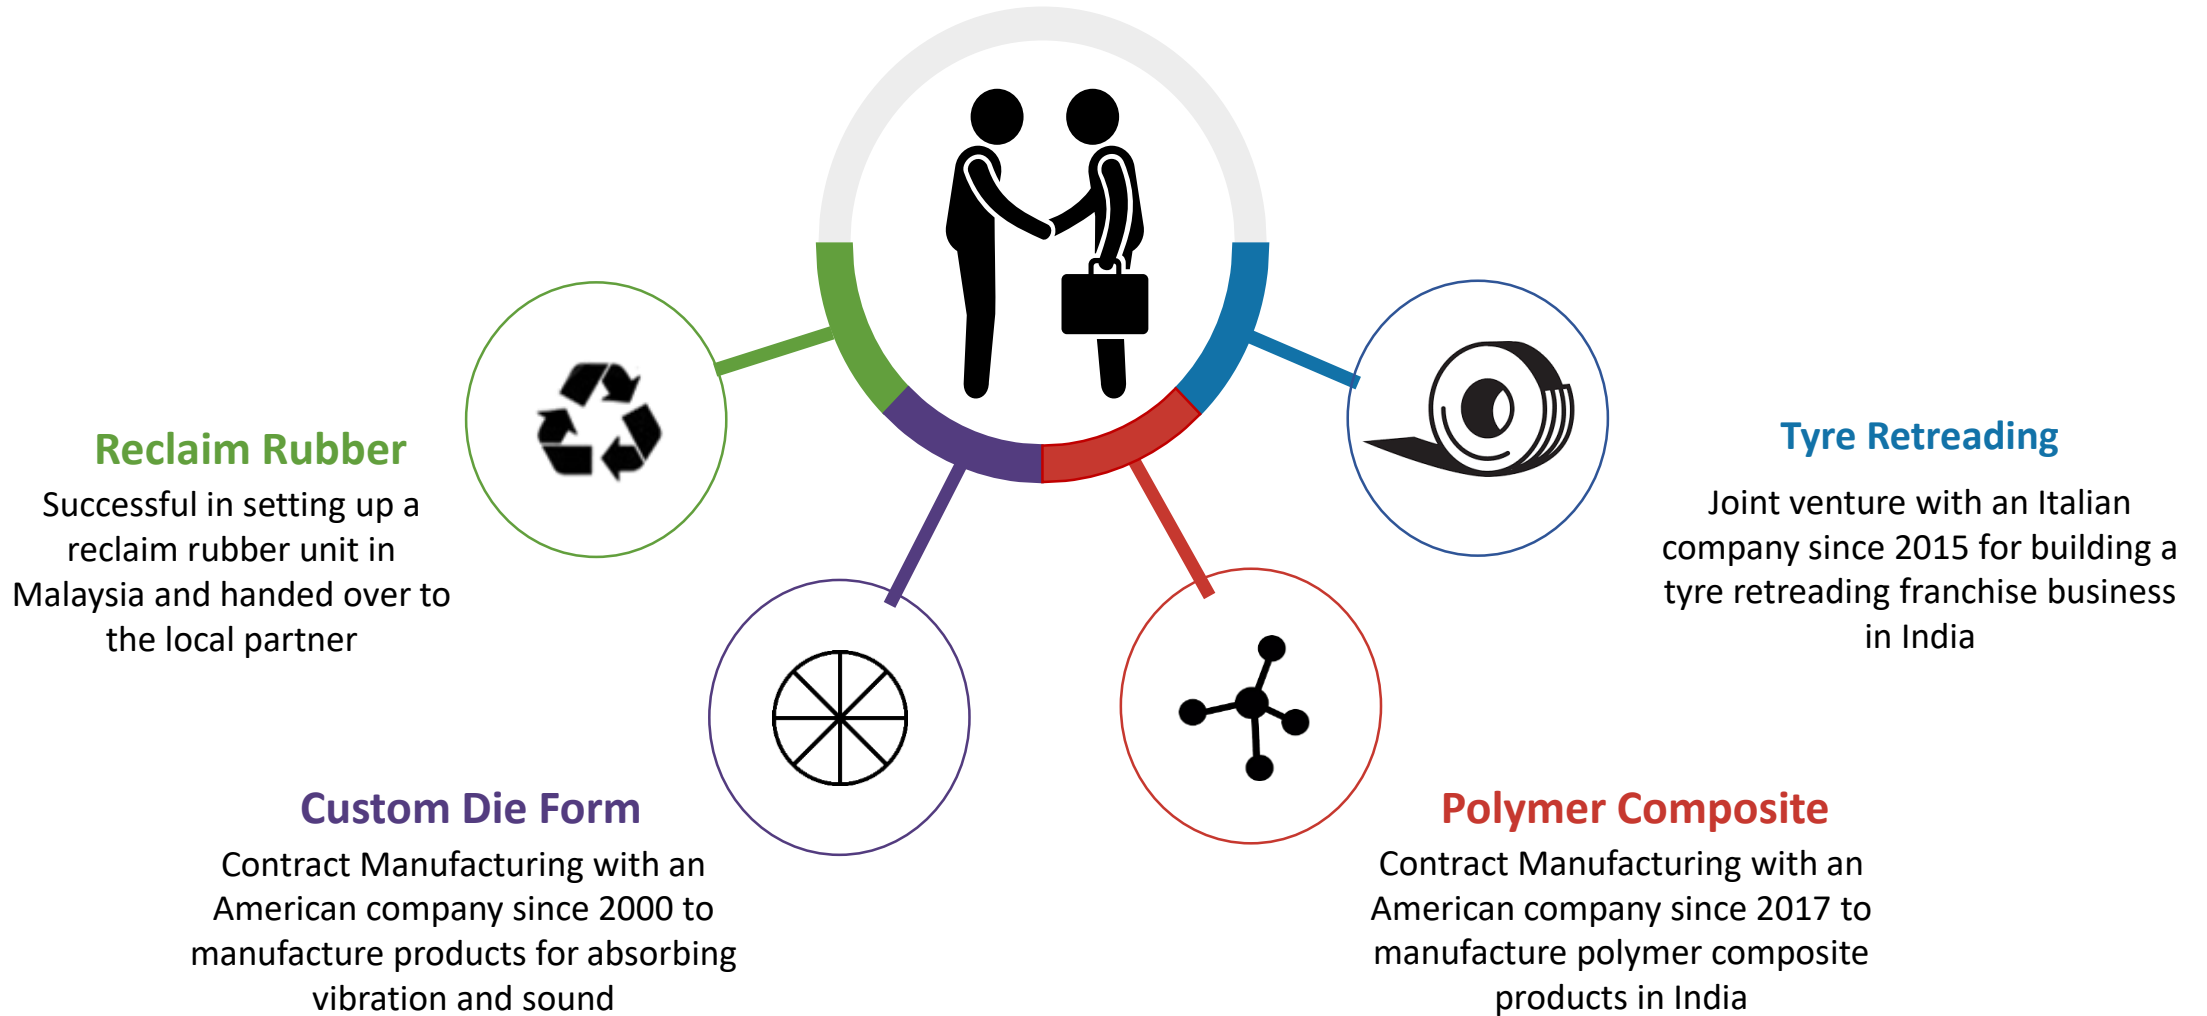 Reclaim Rubber
Successful in setting up a
reclaim rubber unit in
Malaysia and handed over to
the local partner
Custom Die Form
Contract Manufacturing with an
American company since 2000 to
manufacture products for absorbing
vibration and sound
Polymer Composite
Contract Manufacturing with an
American company since 2017 to
manufacture polymer composite
products in India
Tyre Retreading
Joint venture with an Italian
company since 2015 for building a
tyre retreading franchise business
in India